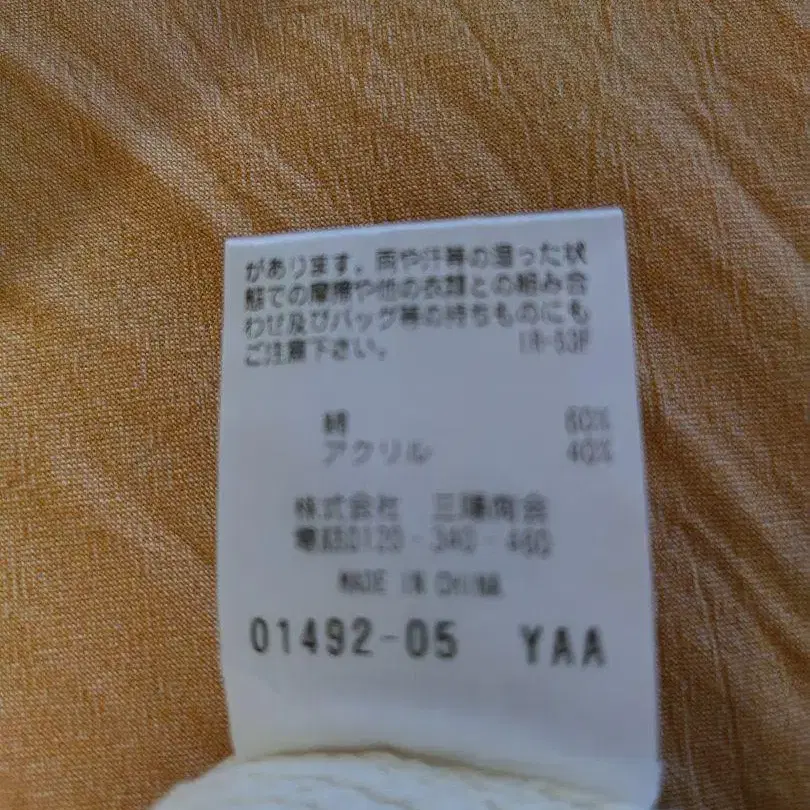 があります。雨や汗等の湿った状
態での摩擦や他の衣類との組み合
わせ及びバッグ等の持ちものにも
ご注意下さい。
綿 60%
アクリル 40%
株式会社 三陽商会
0120-340-460
MADE IN CHINA
01492-05 YAA